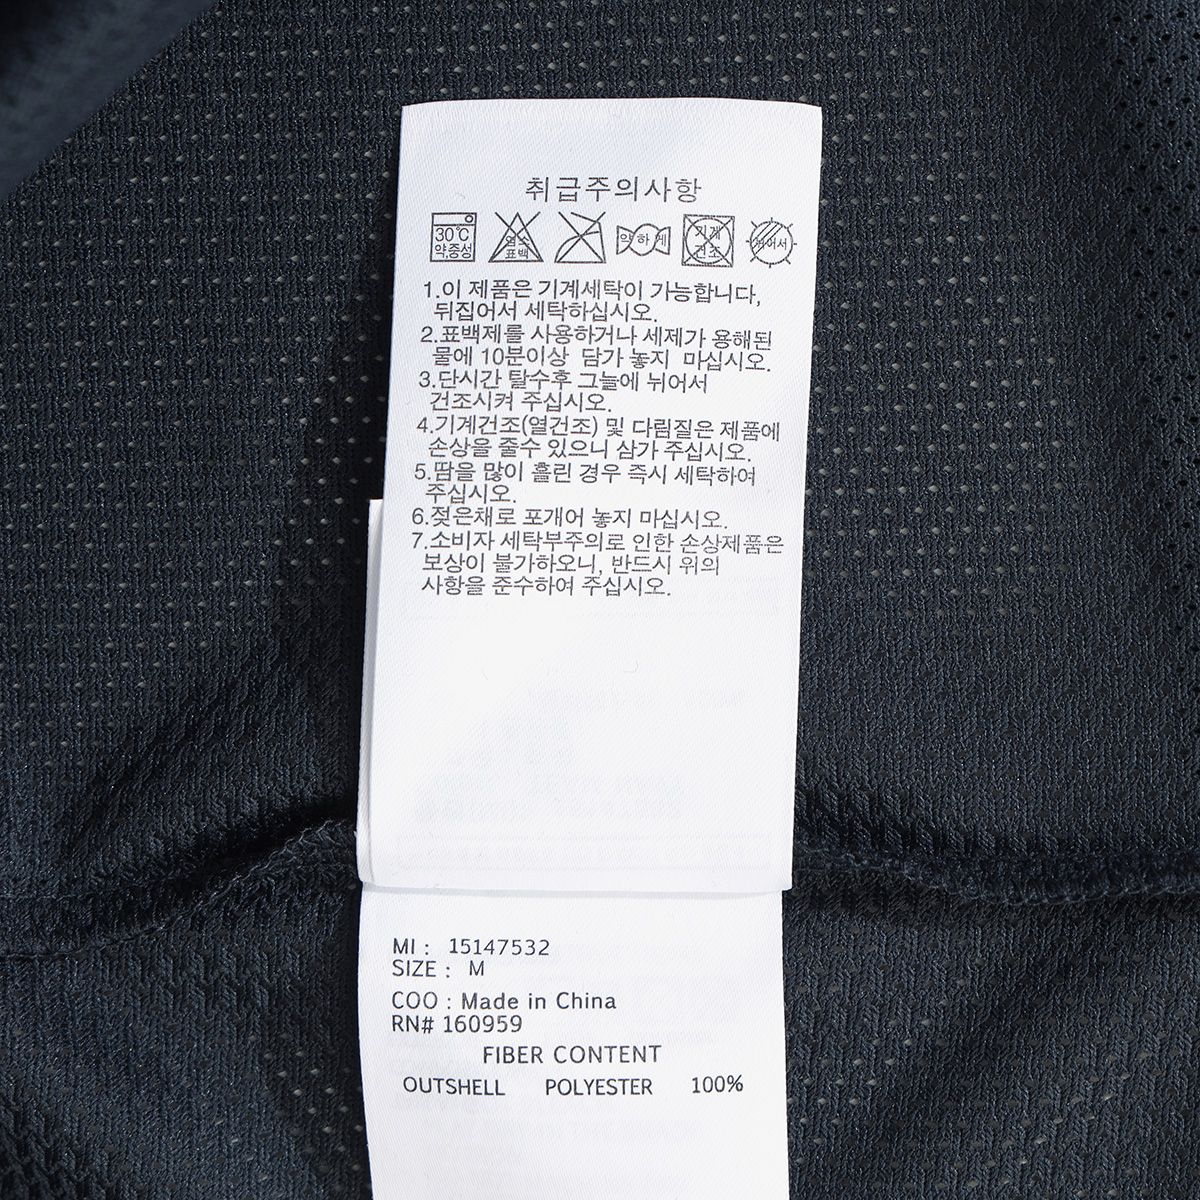 취급주의사항
30℃ 약,중성
염소 표백
약하게
기계 건조
뉘어서
1.이 제품은 기계세탁이 가능합니다,
뒤집어서 세탁하십시오.
2.표백제를 사용하거나 세제가 용해된
물에 10분이상 담가 놓지 마십시오.
3.단시간 탈수후 그늘에 뉘어서
건조시켜 주십시오.
4.기계건조(열건조) 및 다림질은 제품에
손상을 줄수 있으니 삼가 주십시오.
5.땀을 많이 흘린 경우 즉시 세탁하여
주십시오.
6.젖은채로 포개어 놓지 마십시오.
7.소비자 세탁부주의로 인한 손상제품은
보상이 불가하오니, 반드시 위의
사항을 준수하여 주십시오.
MI : 15147532
SIZE : M
COO : Made in China
RN# 160959
FIBER CONTENT
OUTSHELL POLYESTER 100%